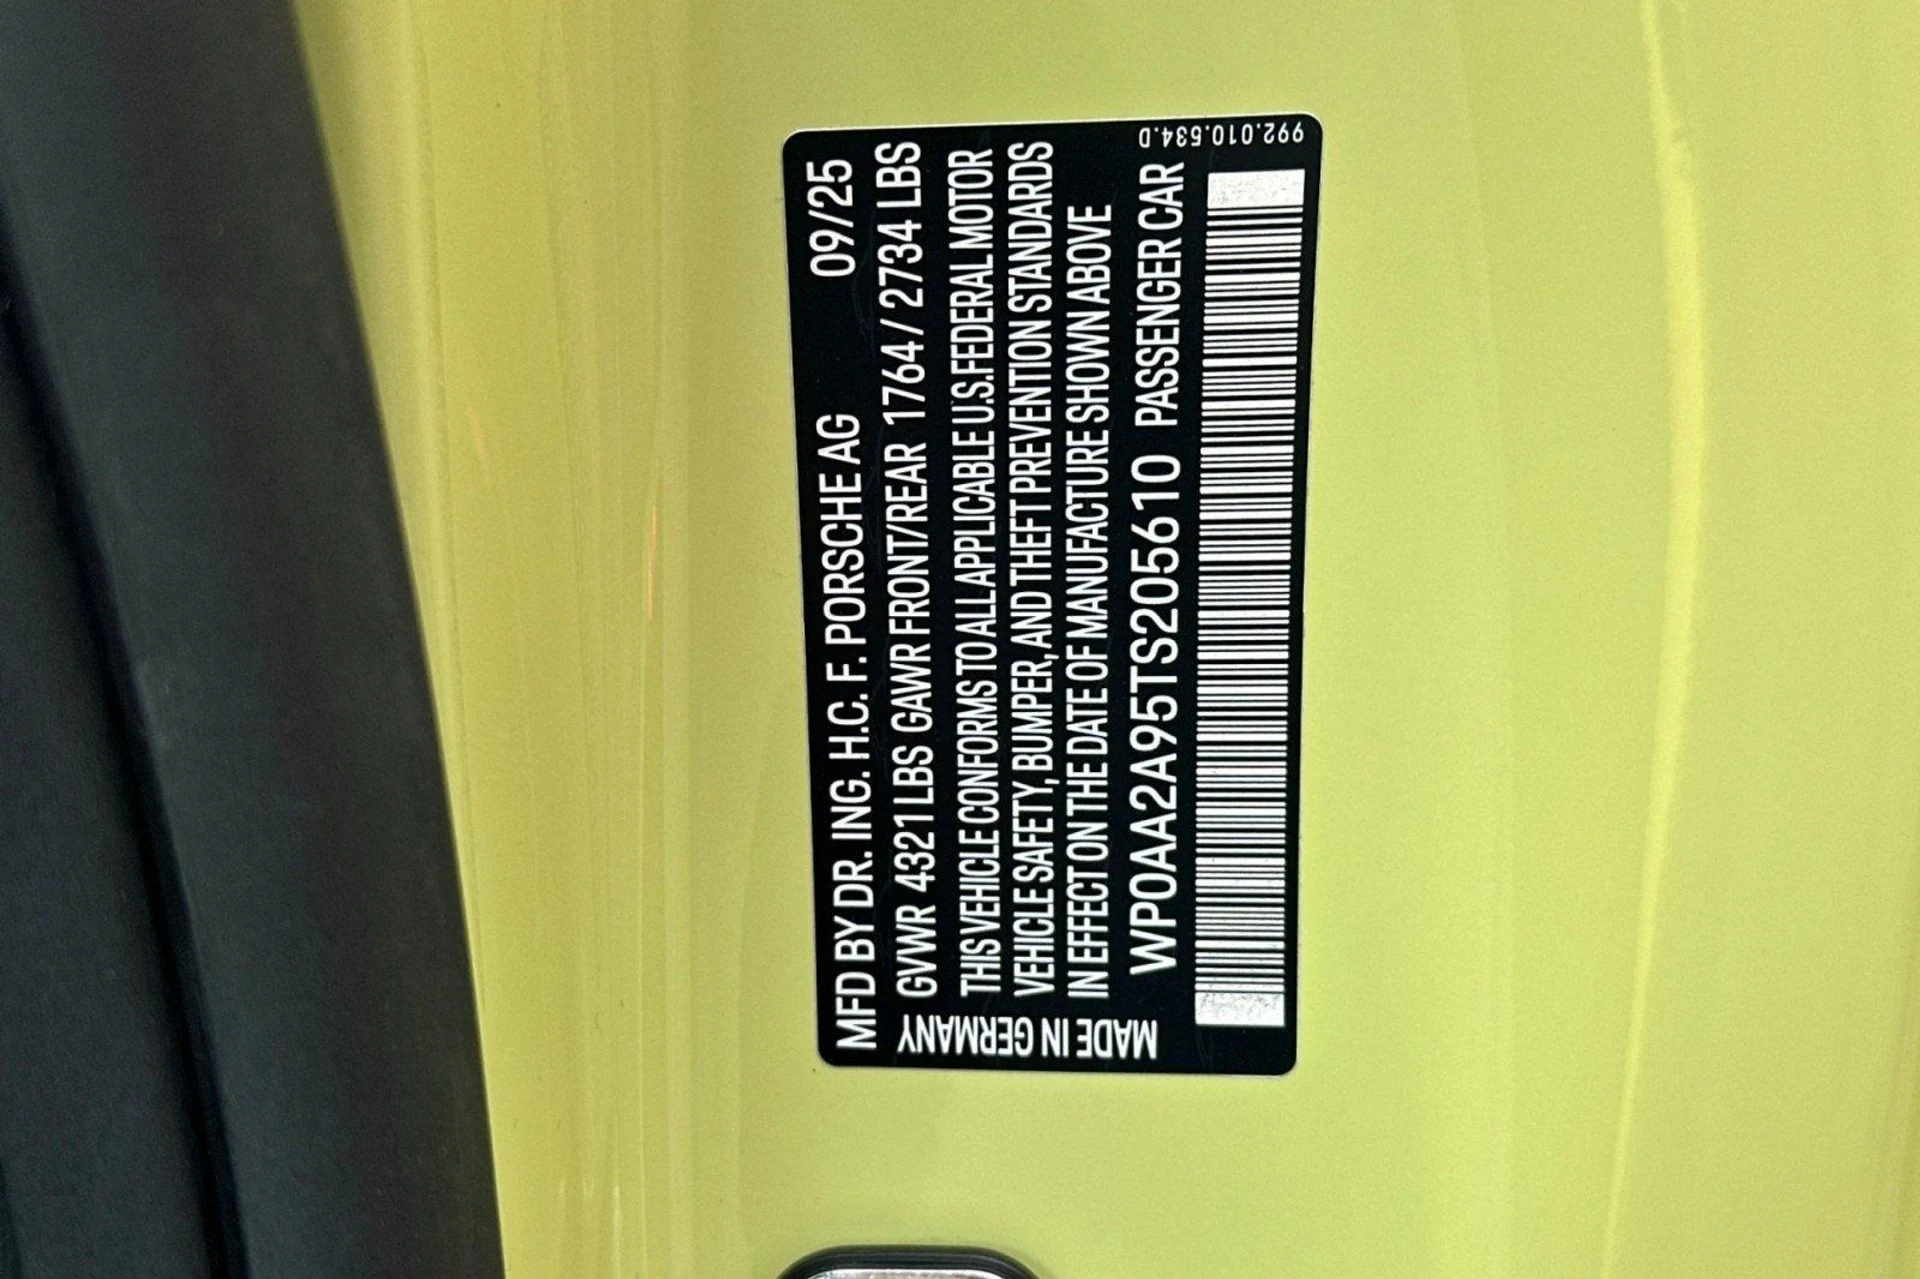 MFD BY DR. ING. H.C. F. PORSCHE AG 09/25
GVWR 4321 LBS GAWR FRONT/REAR 1764 / 2734 LBS
THIS VEHICLE CONFORMS TO ALL APPLICABLE U.S. FEDERAL MOTOR
VEHICLE SAFETY, BUMPER, AND THEFT PREVENTION STANDARDS
IN EFFECT ON THE DATE OF MANUFACTURE SHOWN ABOVE
WP0AA2A95TS205610 PASSENGER CAR
MADE IN GERMANY
992.010.534.D